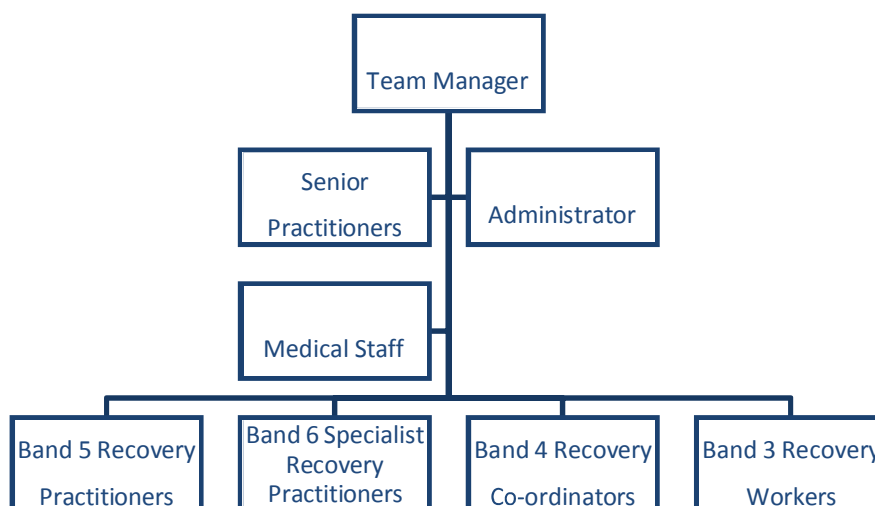 Team Manager
Senior
Practitioners
Administrator
Medical Staff
Band 5 Recovery
Practitioners
Band 6 Specialist
Recovery
Practitioners
Band 4 Recovery
Co-ordinators
Band 3 Recovery
Workers